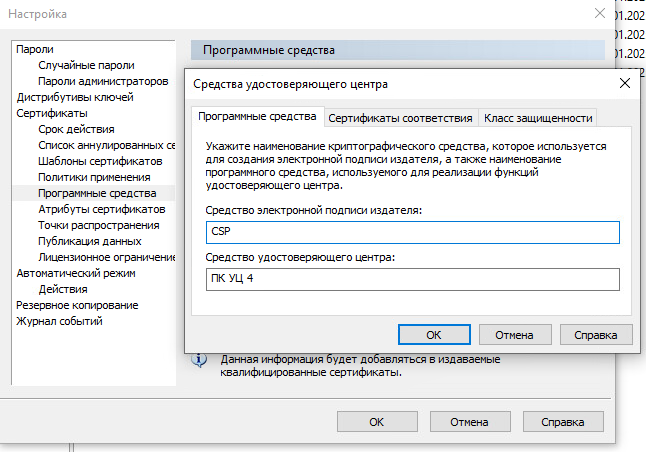 Настройка
01.202
01.202
01.202
Пароли
Случайные пароли
Пароли администраторов
Дистрибутивы ключей
Сертификаты
Срок действия
Список аннулированных се
Шаблоны сертификатов
Политики применения
Программные средства
Атрибуты сертификатов
Точки распространения
Публикация данных
Лицензионное ограничение
Автоматический режим
Действия
Резервное копирование
Журнал событий
Программные средства
Средства удостоверяющего центра
Программные средства
Сертификаты соответствия
Класс защищенности
Укажите наименование криптографического средства, которое используется
для создания электронной подписи издателя, а также наименование
программного средства, используемого для реализации функций
удостоверяющего центра.
Средство электронной подписи издателя:
CSP
Средство удостоверяющего центра:
ПК УЦ 4
ОК
Отмена
Справка
Данная информация будет добавляться в издаваемые
квалифицированные сертификаты.
ОК
Отмена
Справка